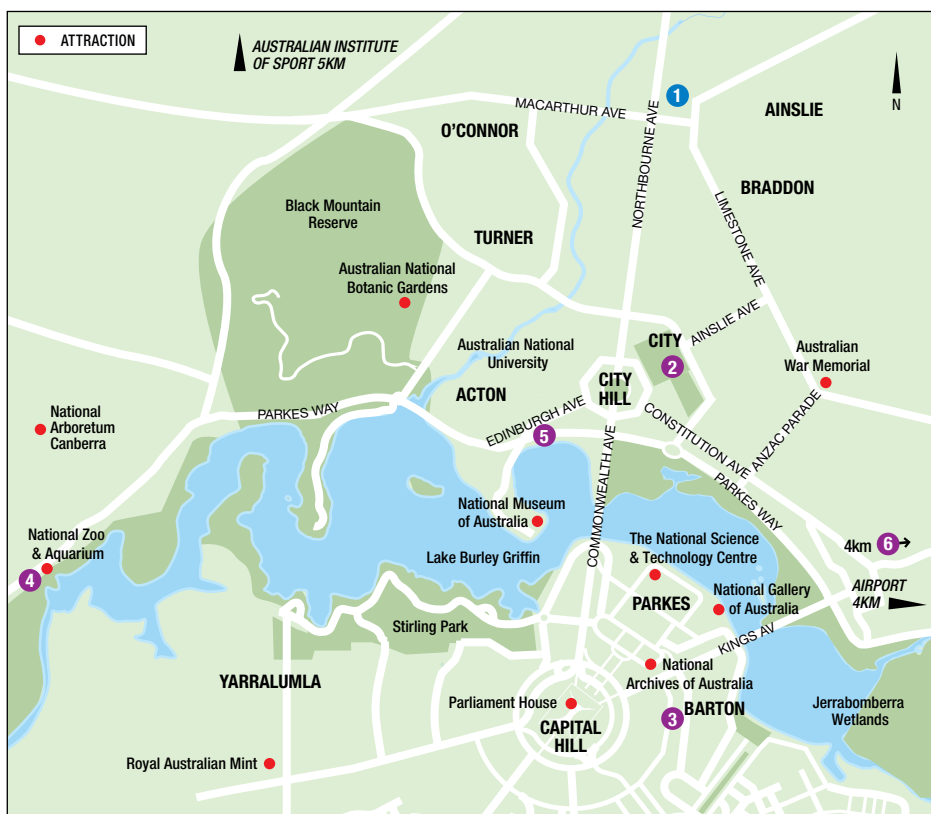 ATTRACTION
AUSTRALIAN INSTITUTE
OF SPORT 5KM
N
1
MACARTHUR AVE
AINSLIE
O'CONNOR
NORTHBOURNE AVE
BRADDON
LIMESTONE AVE
Black Mountain
Reserve
TURNER
Australian National
Botanic Gardens
AINSLIE AVE
CITY
2
Australian National
University
Australian
War Memorial
CITY
HILL
ACTON
PARKES WAY
EDINBURGH AVE
5
CONSTITUTION AVE
ANZAC PARADE
National
Arboretum
Canberra
COMMONWEALTH AVE
PARKES WAY
National Museum
of Australia
National Zoo
& Aquarium
4
Lake Burley Griffin
The National Science
& Technology Centre
4km 6
AIRPORT
4KM
PARKES
National Gallery
of Australia
Stirling Park
KINGS AV
National
Archives of Australia
YARRALUMLA
Parliament House
3
BARTON
Jerrabomberra
Wetlands
CAPITAL
HILL
Royal Australian Mint